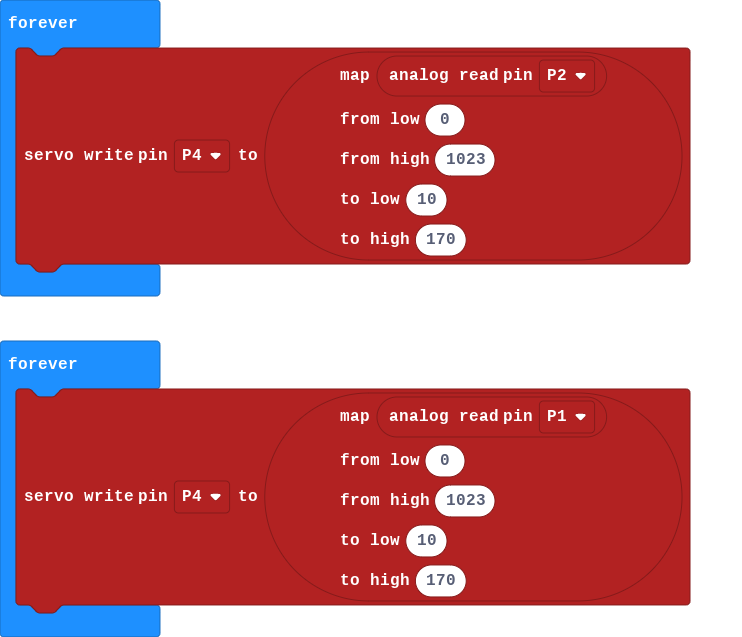 forever
map analog read pin P2
from low 0
servo write pin P4 to
from high 1023
to low 10
to high 170
forever
map analog read pin P1
from low 0
servo write pin P4 to
from high 1023
to low 10
to high 170